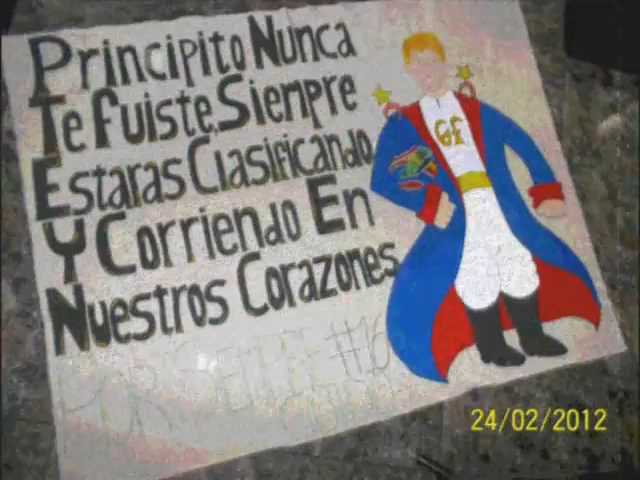 Principito Nunca
Te fuiste, Siempre
Estaras Clasificando
Y Corriendo En
Nuestros Corazones
GF
#16
24/02/2012